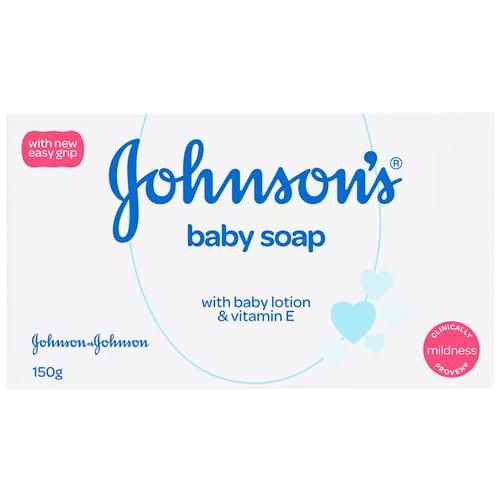 with new
easy grip
Johnson's®
baby soap
with baby lotion
& vitamin E
Johnson & Johnson
150g
CLINICALLY
mildness
PROVEN®